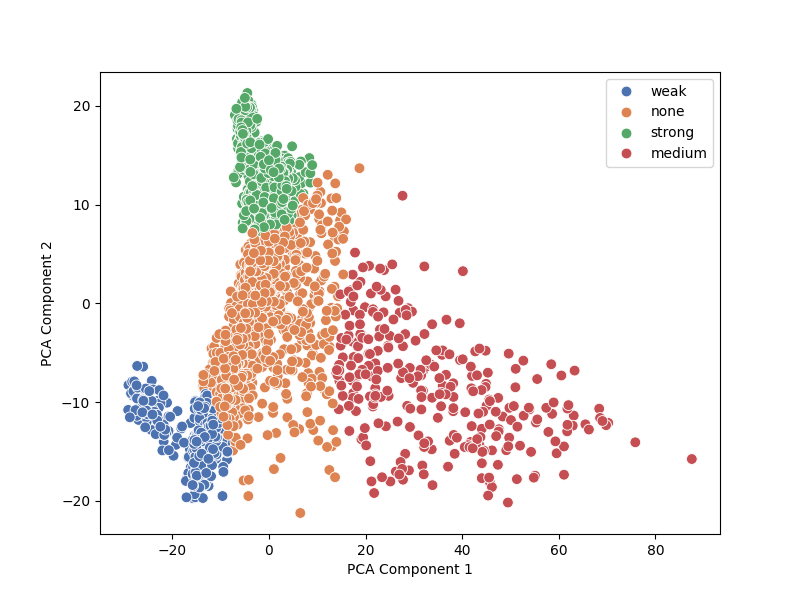 weak
none
strong
medium
20
10
0
−10
−20
PCA Component 2
−20
0
20
40
60
80
PCA Component 1